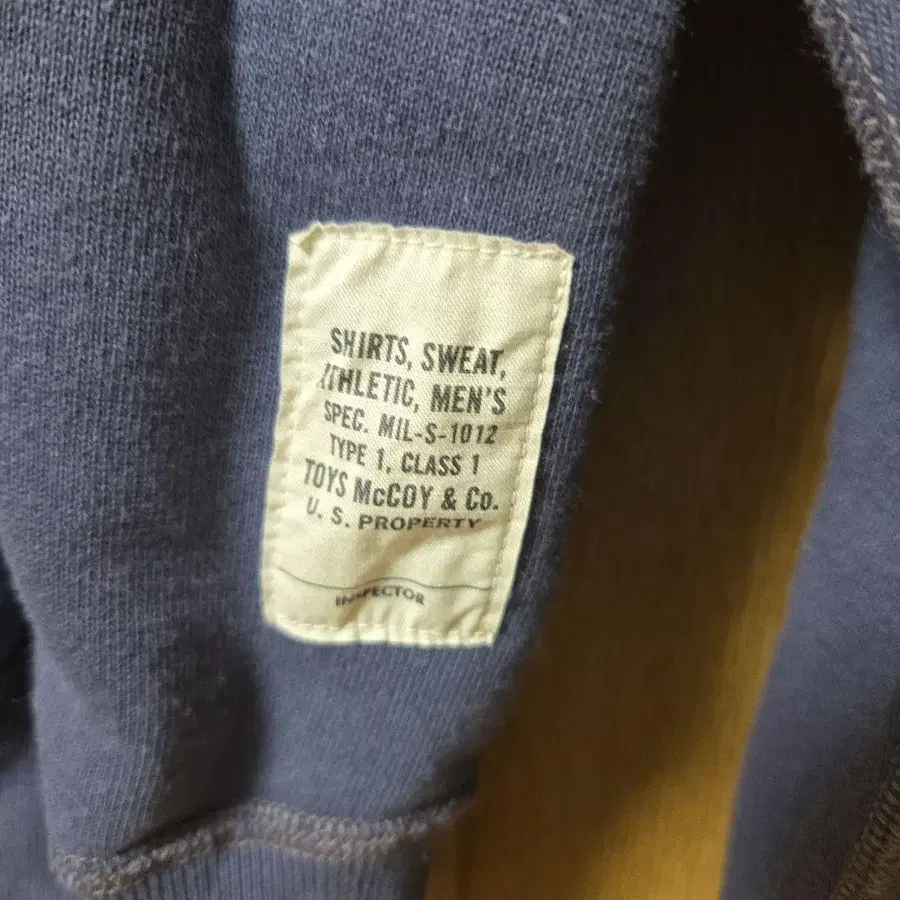 SHIRTS, SWEAT,
ATHLETIC, MEN'S
SPEC. MIL-S-1012
TYPE 1, CLASS 1
TOYS McCOY & Co.
U. S. PROPERTY
INSPECTOR